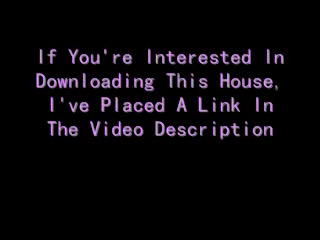 If You're Interested In
Downloading This House,
I've Placed A Link In
The Video Description